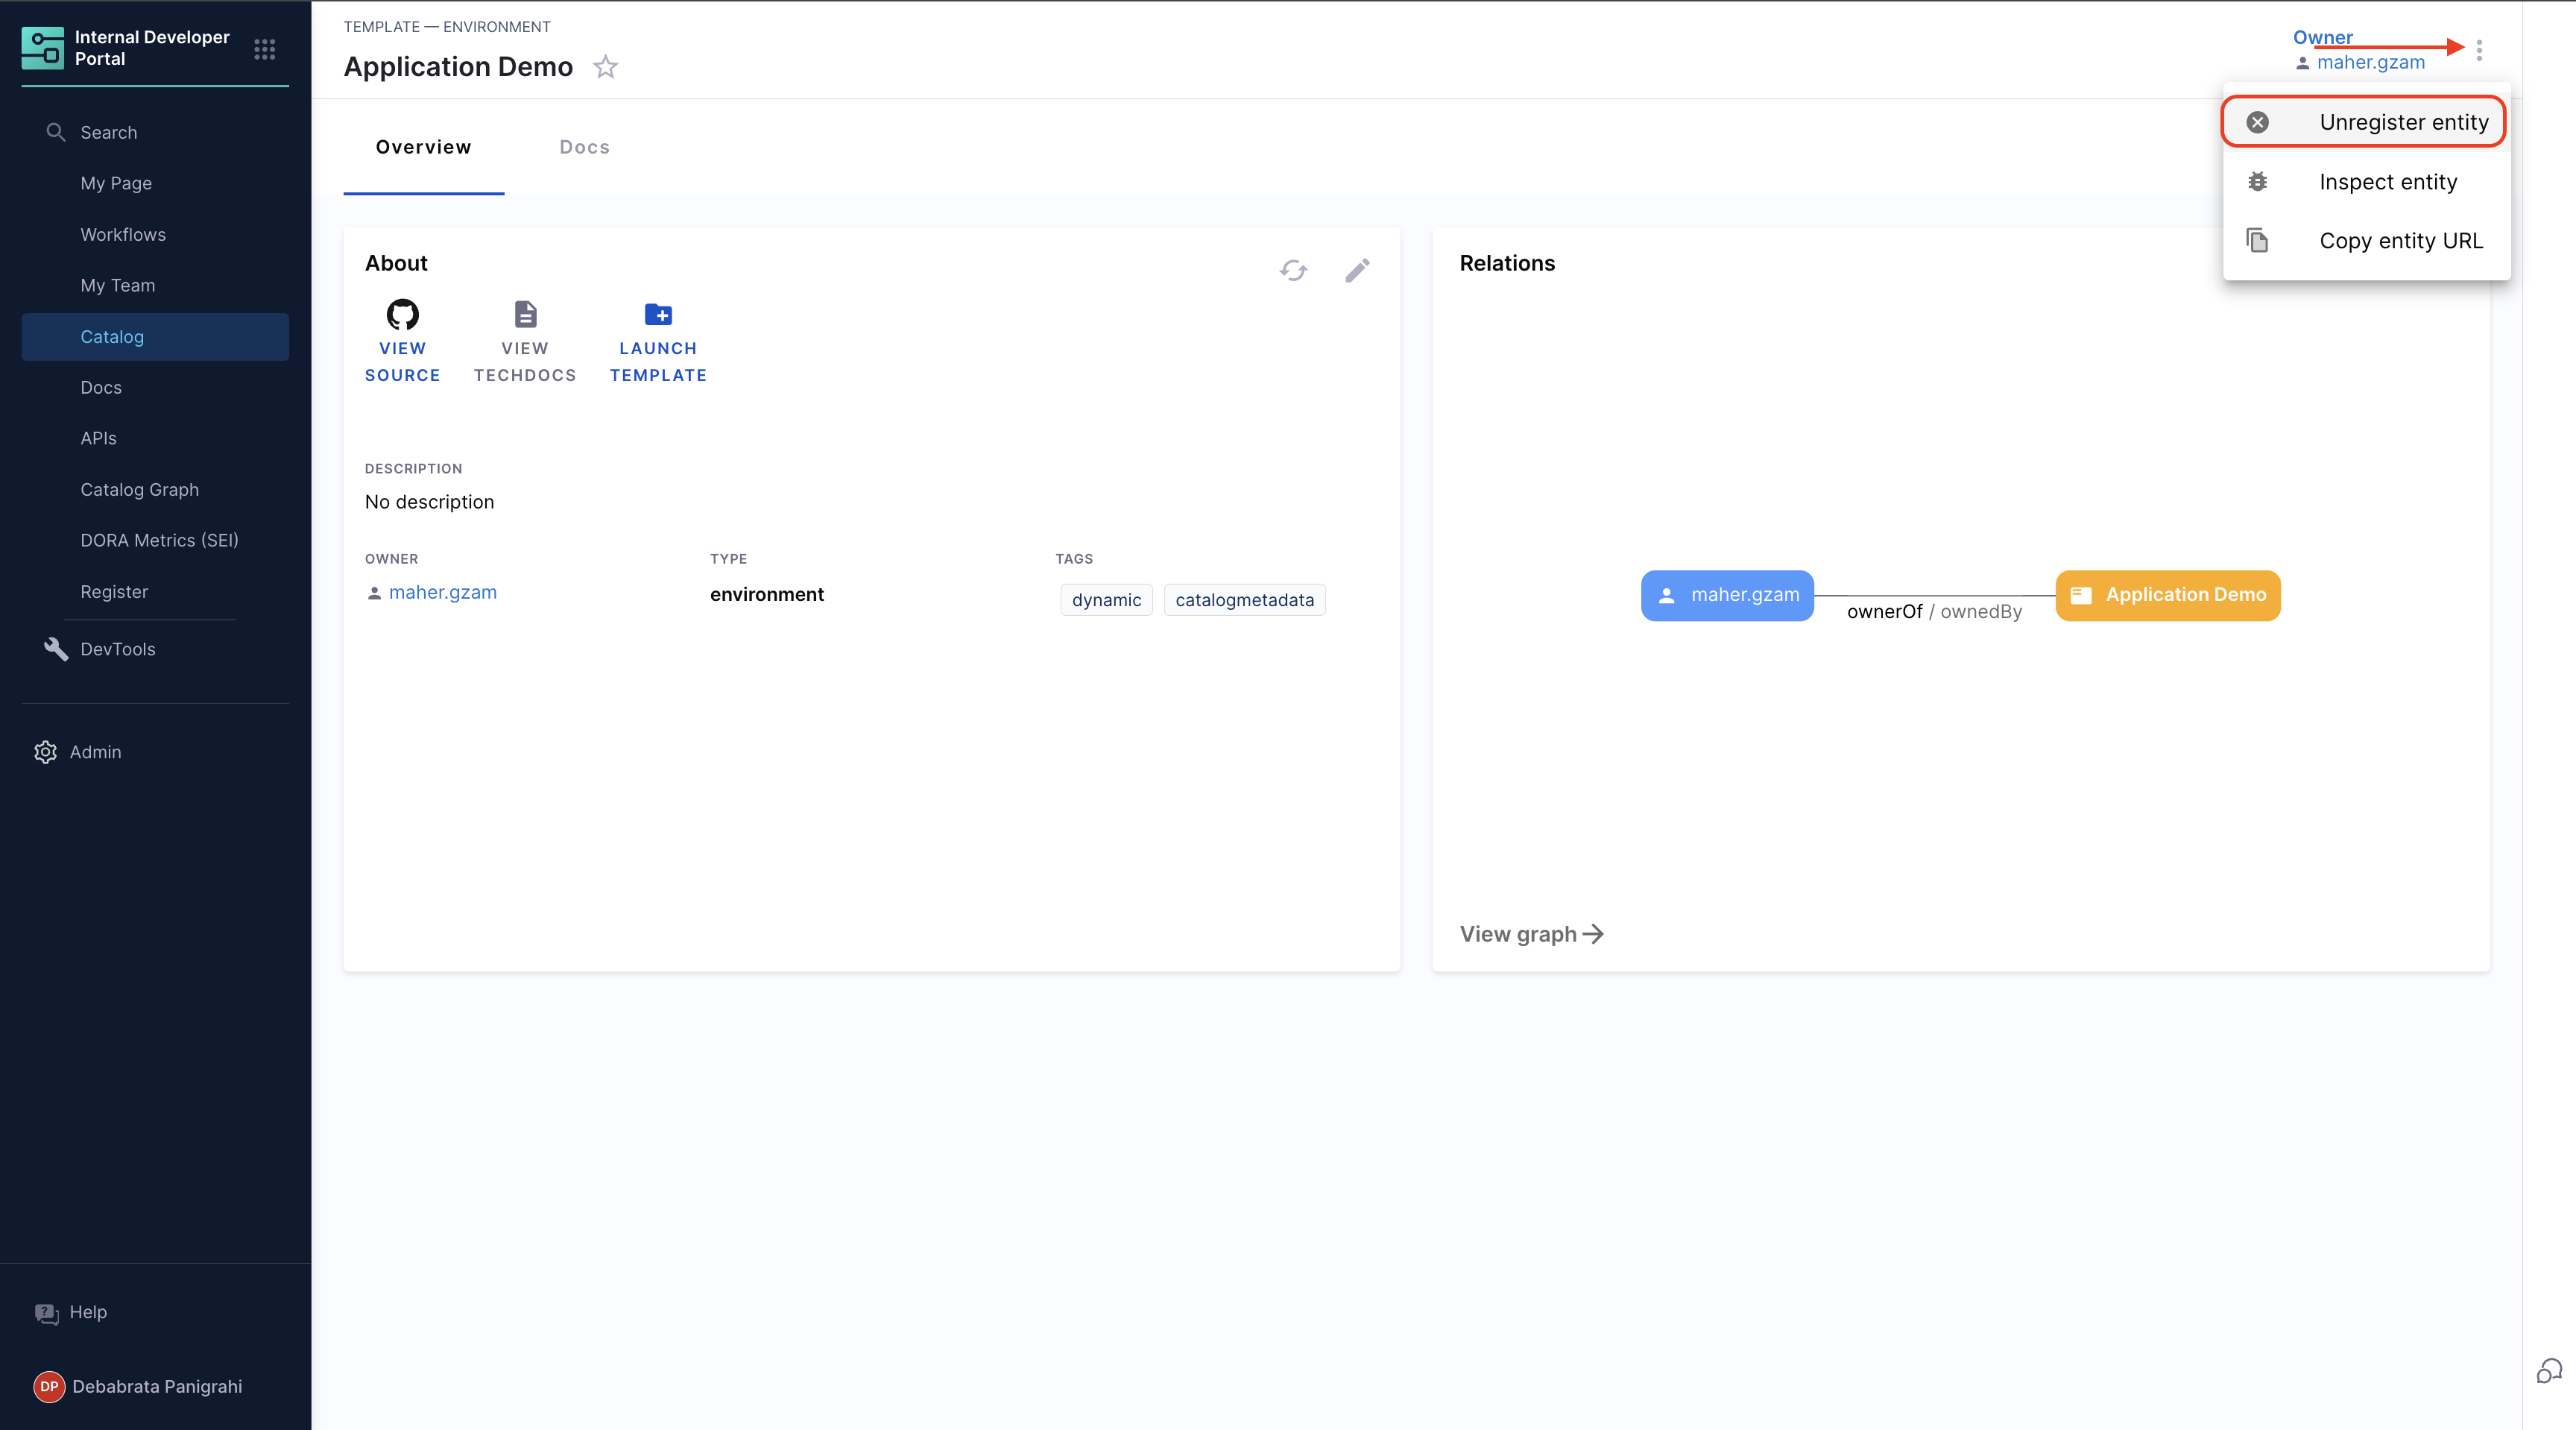 Internal Developer
Portal
Search
My Page
Workflows
My Team
Catalog
Docs
APIs
Catalog Graph
DORA Metrics (SEI)
Register
DevTools
Admin
Help
DP Debabrata Panigrahi
TEMPLATE — ENVIRONMENT
Application Demo
Owner
maher.gzam
Unregister entity
Inspect entity
Copy entity URL
Overview Docs
About
VIEW
SOURCE
VIEW
TECHDOCS
LAUNCH
TEMPLATE
DESCRIPTION
No description
OWNER
maher.gzam
TYPE
environment
TAGS
dynamic catalogmetadata
Relations
maher.gzam
ownerOf / ownedBy
Application Demo
View graph